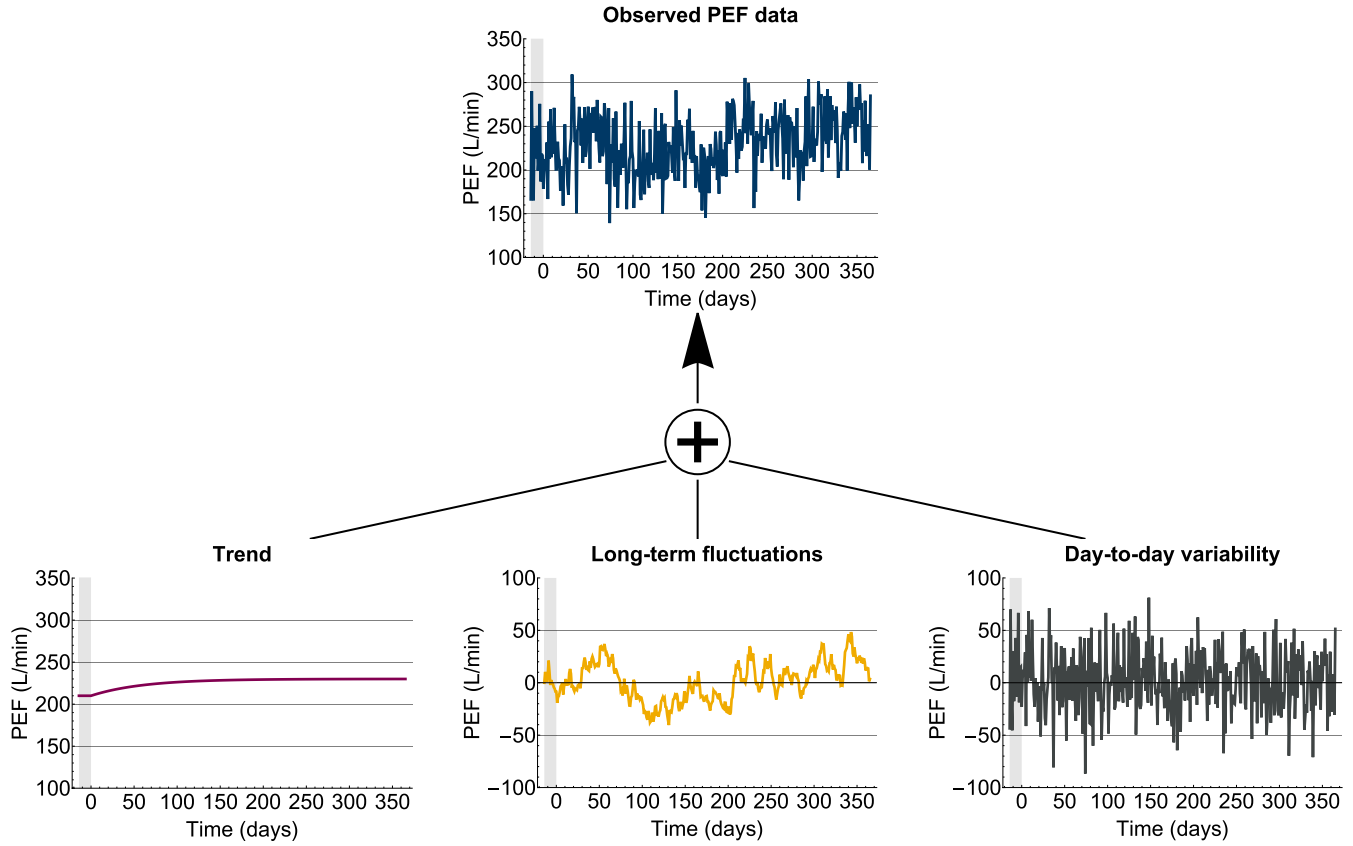 Observed PEF data
350
300
250
200
150
100
PEF (L/min)
0 50 100 150 200 250 300 350
Time (days)
+
Trend
350
300
250
200
150
100
PEF (L/min)
0 50 100 150 200 250 300 350
Time (days)
Long-term fluctuations
100
50
0
−50
−100
PEF (L/min)
0 50 100 150 200 250 300 350
Time (days)
Day-to-day variability
100
50
0
−50
−100
PEF (L/min)
0 50 100 150 200 250 300 350
Time (days)